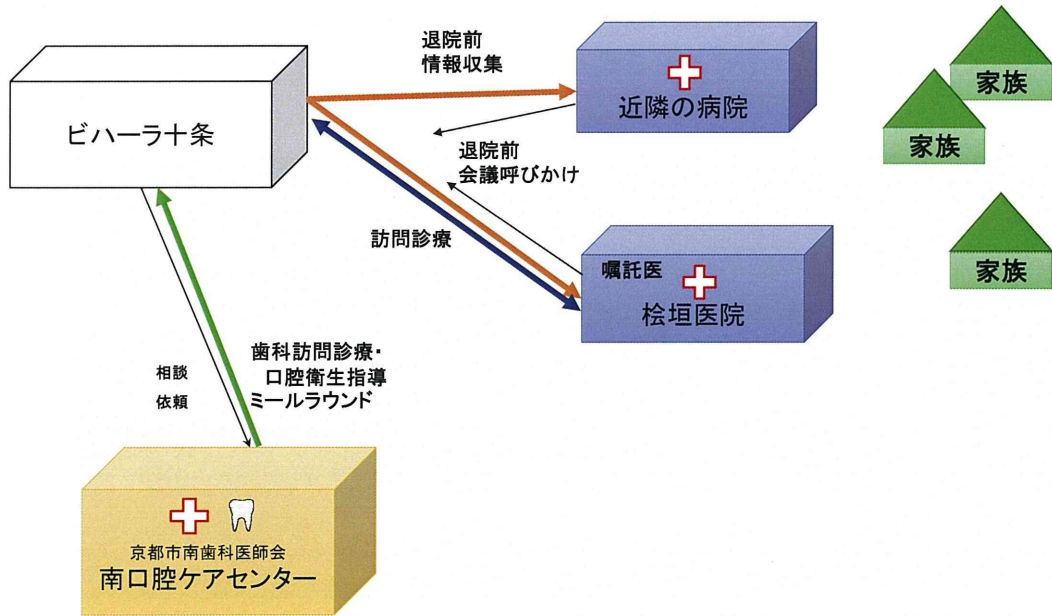 退院前
情報収集
ビハーラ十条
近隣の病院
家族
家族
退院前
会議呼びかけ
訪問診療
嘱託医
桧垣医院
家族
相談
依頼
歯科訪問診療・
口腔衛生指導
ミールラウンド
京都市南歯科医師会
南口腔ケアセンター